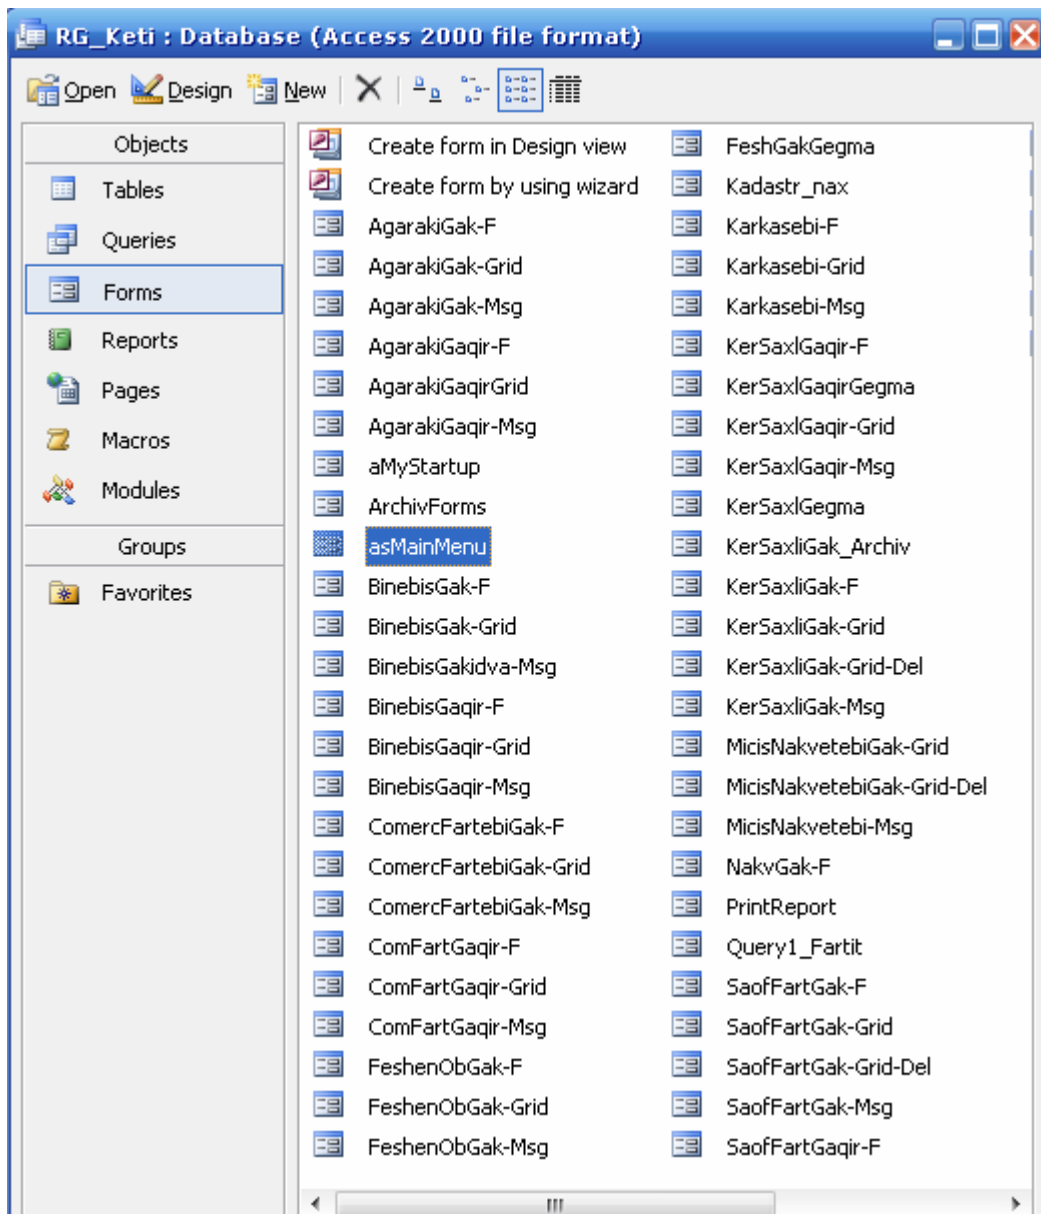 RG_Keti : Database (Access 2000 file format)
Open Design New
Objects
Tables
Queries
Forms
Reports
Pages
Macros
Modules
Groups
Favorites
Create form in Design view
Create form by using wizard
AgarakiGak-F
AgarakiGak-Grid
AgarakiGak-Msg
AgarakiGaqir-F
AgarakiGaqirGrid
AgarakiGaqir-Msg
aMyStartup
ArchivForms
asMainMenu
BinebisGak-F
BinebisGak-Grid
BinebisGakidva-Msg
BinebisGaqir-F
BinebisGaqir-Grid
BinebisGaqir-Msg
ComercFartebiGak-F
ComercFartebiGak-Grid
ComercFartebiGak-Msg
ComFartGaqir-F
ComFartGaqir-Grid
ComFartGaqir-Msg
FeshenObGak-F
FeshenObGak-Grid
FeshenObGak-Msg
FeshGakGegma
Kadastr_nax
Karkasebi-F
Karkasebi-Grid
Karkasebi-Msg
KerSaxlGaqir-F
KerSaxlGaqirGegma
KerSaxlGaqir-Grid
KerSaxlGaqir-Msg
KerSaxlGegma
KerSaxliGak_Archiv
KerSaxliGak-F
KerSaxliGak-Grid
KerSaxliGak-Grid-Del
KerSaxliGak-Msg
MicisNakvetebiGak-Grid
MicisNakvetebiGak-Grid-Del
MicisNakvetebi-Msg
NakvGak-F
PrintReport
Query1_Fartit
SaofFartGak-F
SaofFartGak-Grid
SaofFartGak-Grid-Del
SaofFartGak-Msg
SaofFartGaqir-F